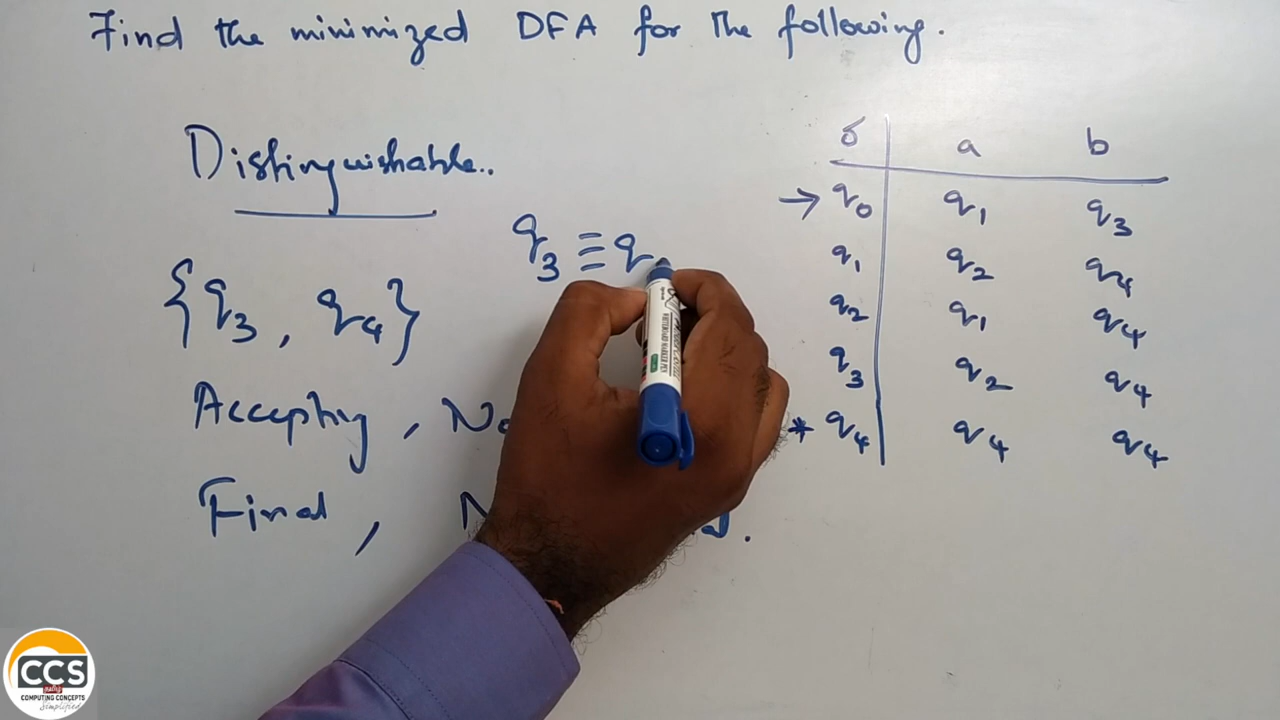 Find the minimized DFA for the following.
Distinguishable..
q3 ≡ q
{q3, q4}
Accepting,
Final,
δ a b
→ q0 q1 q3
q1 q2 q4
q2 q1 q4
q3 q2 q4
* q4 q4 q4
CCS
COMPUTING CONCEPTS
Simplified